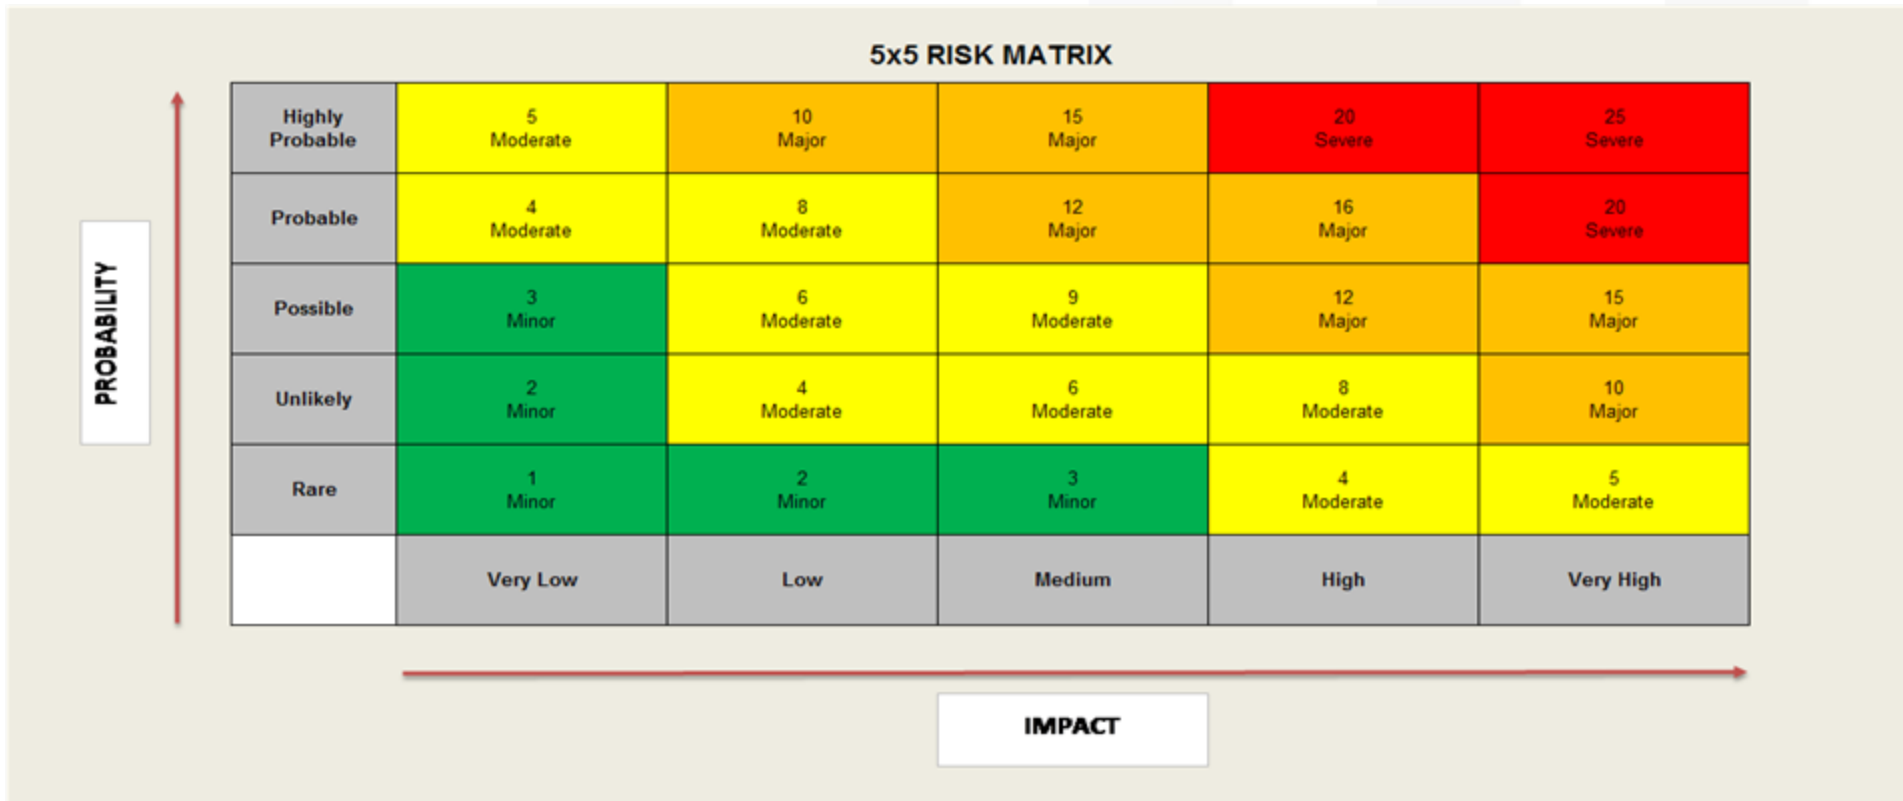 5x5 RISK MATRIX
Highly
Probable
5
Moderate
10
Major
15
Major
20
Severe
25
Severe
Probable
4
Moderate
8
Moderate
12
Major
16
Major
20
Severe
Possible
3
Minor
6
Moderate
9
Moderate
12
Major
15
Major
Unlikely
2
Minor
4
Moderate
6
Moderate
8
Moderate
10
Major
Rare
1
Minor
2
Minor
3
Minor
4
Moderate
5
Moderate
Very Low
Low
Medium
High
Very High
PROBABILITY
IMPACT